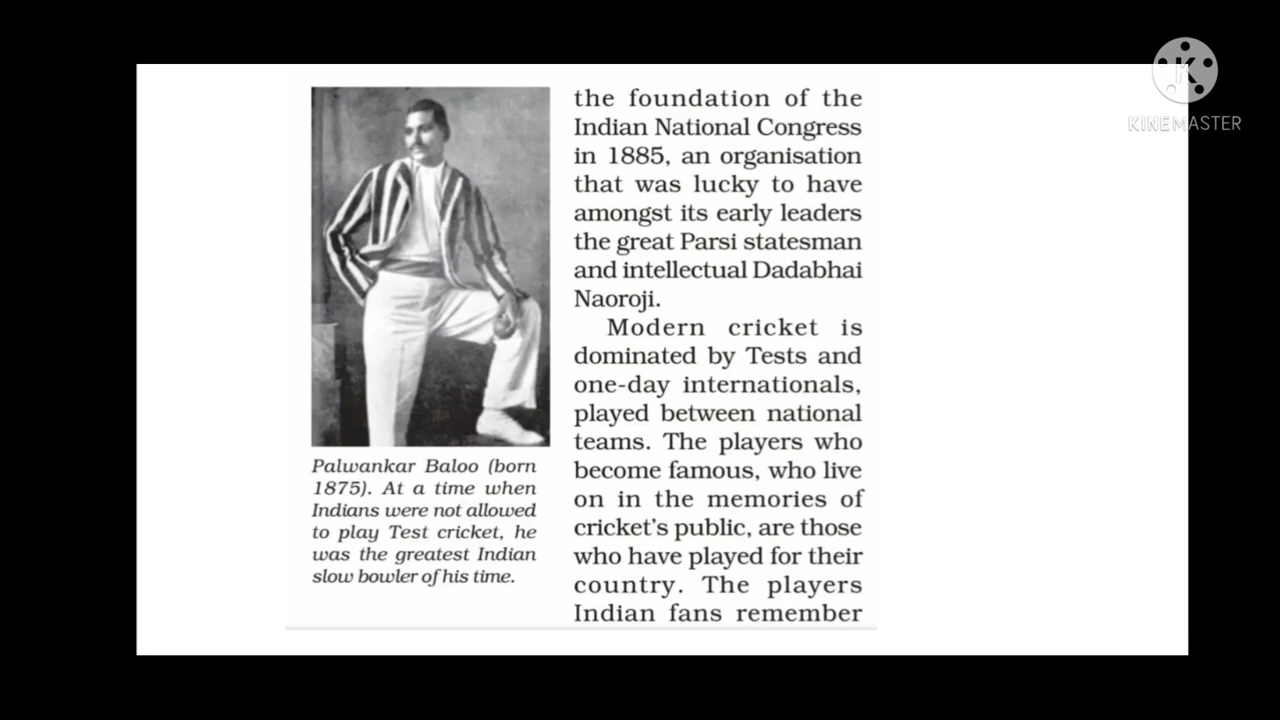 KINEMASTER
the foundation of the
Indian National Congress
in 1885, an organisation
that was lucky to have
amongst its early leaders
the great Parsi statesman
and intellectual Dadabhai
Naoroji.
Modern cricket is
dominated by Tests and
one-day internationals,
played between national
teams. The players who
become famous, who live
on in the memories of
cricket's public, are those
who have played for their
country. The players
Indian fans remember
Palwankar Baloo (born
1875). At a time when
Indians were not allowed
to play Test cricket, he
was the greatest Indian
slow bowler of his time.